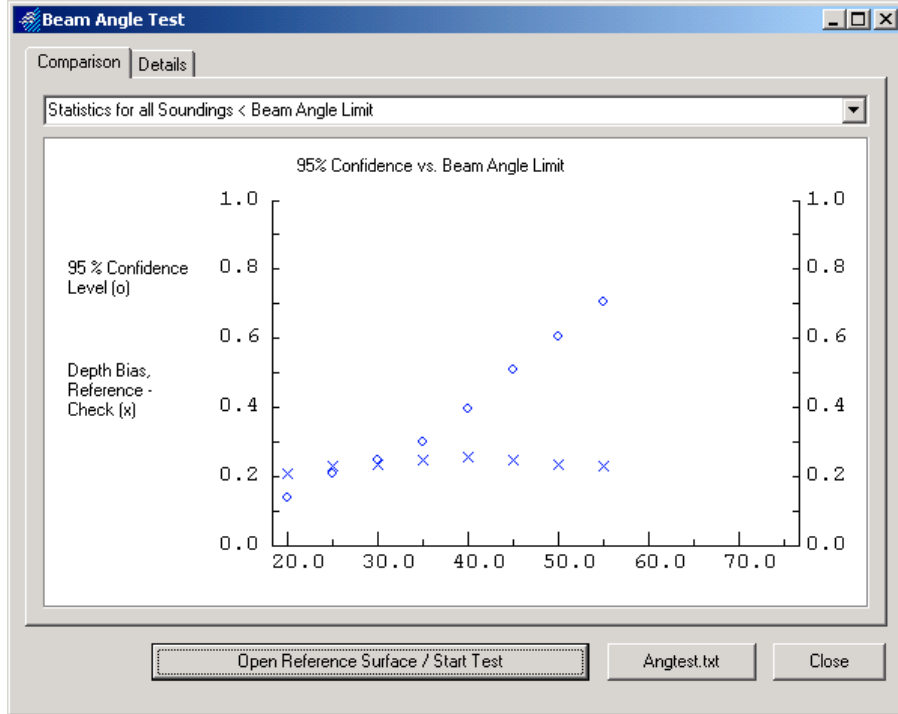 Beam Angle Test
Comparison Details
Statistics for all Soundings < Beam Angle Limit
95% Confidence vs. Beam Angle Limit
1.0 1.0
95 % Confidence
Level (o)
0.8 0.8
0.6 0.6
Depth Bias,
Reference -
Check (x)
0.4 0.4
0.2 0.2
0.0 0.0
20.0 30.0 40.0 50.0 60.0 70.0
Open Reference Surface / Start Test Angtest.txt Close